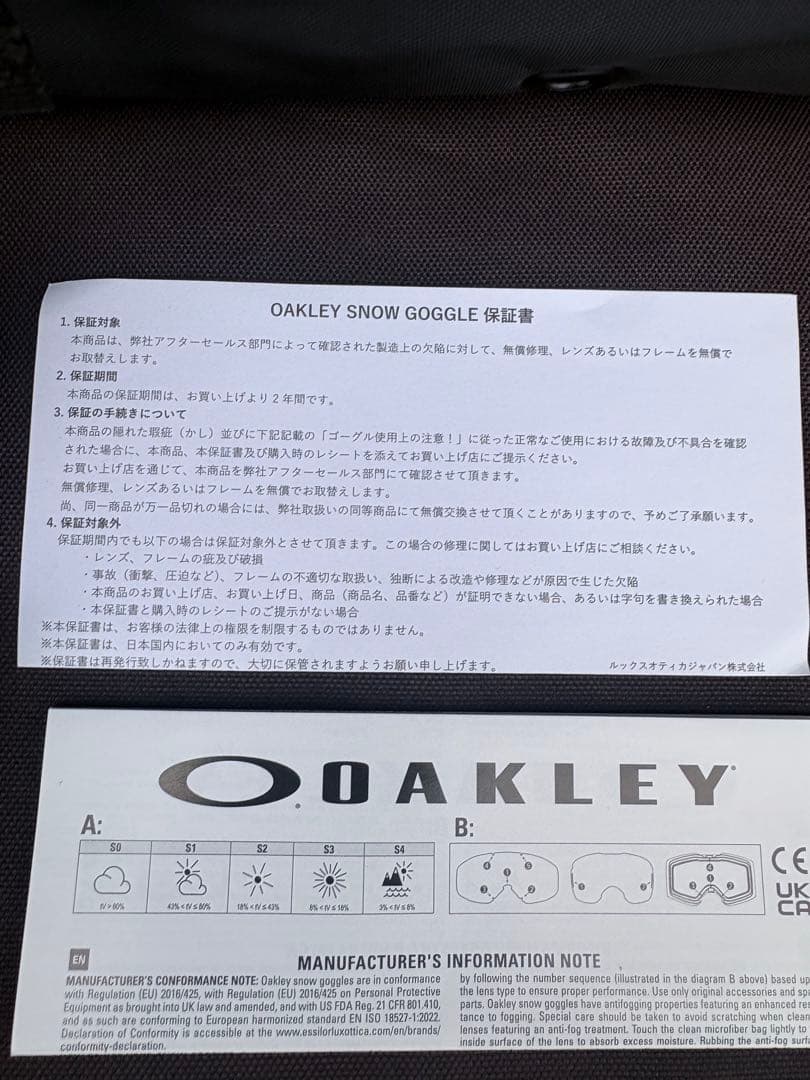 OAKLEY SNOW GOGGLE 保証書
1. 保証対象
本商品は、弊社アフターセールス部門によって確認された製造上の欠陥に対して、無償修理、レンズあるいはフレームを無償で
お取替えします。
2. 保証期間
本商品の保証期間は、お買い上げより2年間です。
3. 保証の手続きについて
本商品の隠れた瑕疵（かし）並びに下記記載の「ゴーグル使用上の注意！」に従った正常なご使用における故障及び不具合を確認
された場合に、本商品、本保証書及び購入時のレシートを添えてお買い上げ店にご提示ください。
お買い上げ店を通じて、本商品を弊社アフターセールス部門にて確認させて頂きます。
無償修理、レンズあるいはフレームを無償でお取替えします。
尚、同一商品が万一品切れの場合には、弊社取扱いの同等商品にて無償交換させて頂くことがありますので、予めご了承願います。
4. 保証対象外
保証期間内でも以下の場合は保証対象外とさせて頂きます。この場合の修理に関してはお買い上げ店にご相談ください。
・レンズ、フレームの疵及び破損
・事故（衝撃、圧迫など）、フレームの不適切な取扱い、独断による改造や修理などが原因で生じた欠陥
・本商品のお買い上げ店、お買い上げ日、商品（商品名、品番など）が証明できない場合、あるいは字句を書き換えられた場合
・本保証書と購入時のレシートのご提示がない場合
※本保証書は、お客様の法律上の権限を制限するものではありません。
※本保証書は、日本国内においてのみ有効です。
※保証書は再発行致しかねますので、大切に保管されますようお願い申し上げます。 ルックスオティカジャパン株式会社
OAKLEY
A: B:
S0 S1 S2 S3 S4
4 5 1 3 2 1 2 4 1 3 2
tV>80% 43%<tV≤80% 18%<tV≤43% 8%<tV≤18% 3%<tV≤8%
CE
UK
CA
EN MANUFACTURER'S INFORMATION NOTE
MANUFACTURER'S CONFORMANCE NOTE: Oakley snow goggles are in conformance
with Regulation (EU) 2016/425, with Regulation (EU) 2016/425 on Personal Protective
Equipment as brought into UK law and amended, and with US FDA Reg. 21 CFR 801.410,
and as such are conforming to European harmonized standard EN ISO 18527-1:2022.
Declaration of Conformity is accessible at the www.essilorluxottica.com/en/brands/
conformity-declaration.
by following the number sequence (illustrated in the diagram B above) based up
the lens type to ensure proper performance. Use only original accessories and sp
parts. Oakley snow goggles have antifogging properties featuring an enhanced res
tance to fogging. Special care should be taken to avoid scratching when clean
lenses featuring an anti-fog treatment. Touch the clean microfiber bag lightly to
inside surface of the lens to absorb excess moisture. Rubbing the anti-fog surf